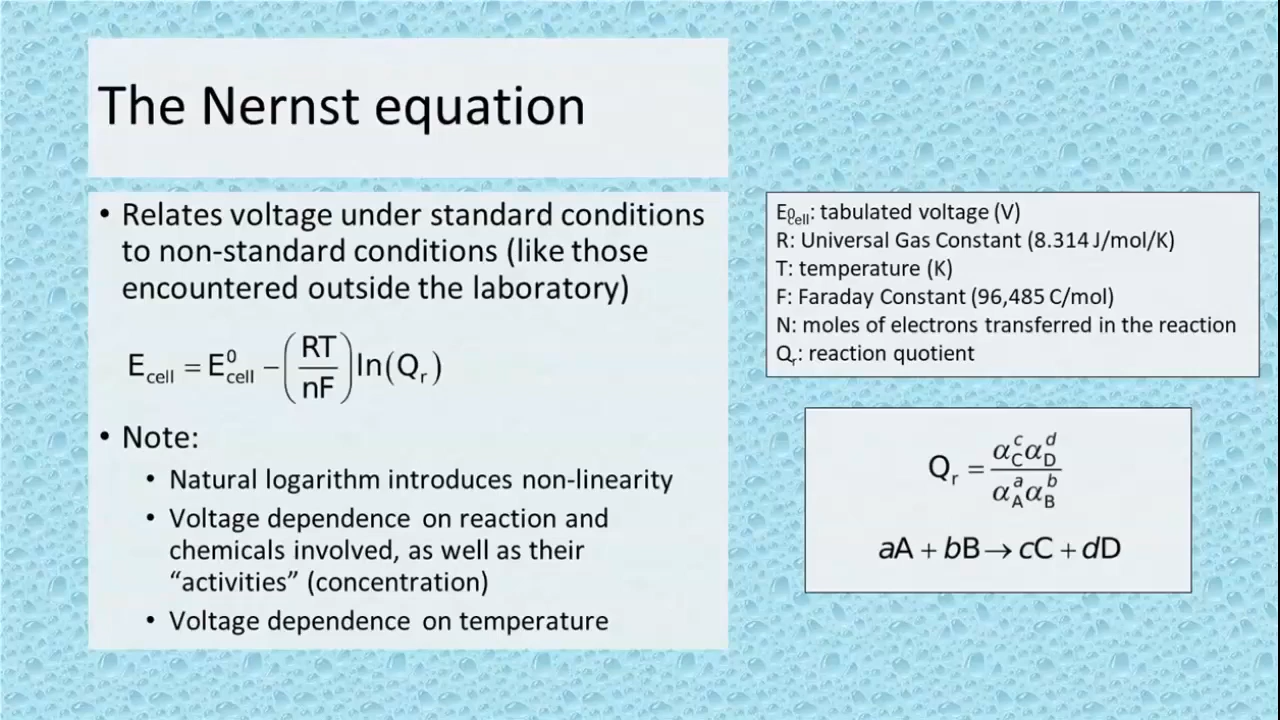 The Nernst equation
• Relates voltage under standard conditions
to non-standard conditions (like those
encountered outside the laboratory)
E_cell = E^0_cell − (RT/nF) ln(Q_r)
• Note:
• Natural logarithm introduces non-linearity
• Voltage dependence on reaction and
chemicals involved, as well as their
“activities” (concentration)
• Voltage dependence on temperature
E^0_cell: tabulated voltage (V)
R: Universal Gas Constant (8.314 J/mol/K)
T: temperature (K)
F: Faraday Constant (96,485 C/mol)
N: moles of electrons transferred in the reaction
Q_r: reaction quotient
Q_r = α_C^c α_D^d / α_A^a α_B^b
aA + bB → cC + dD